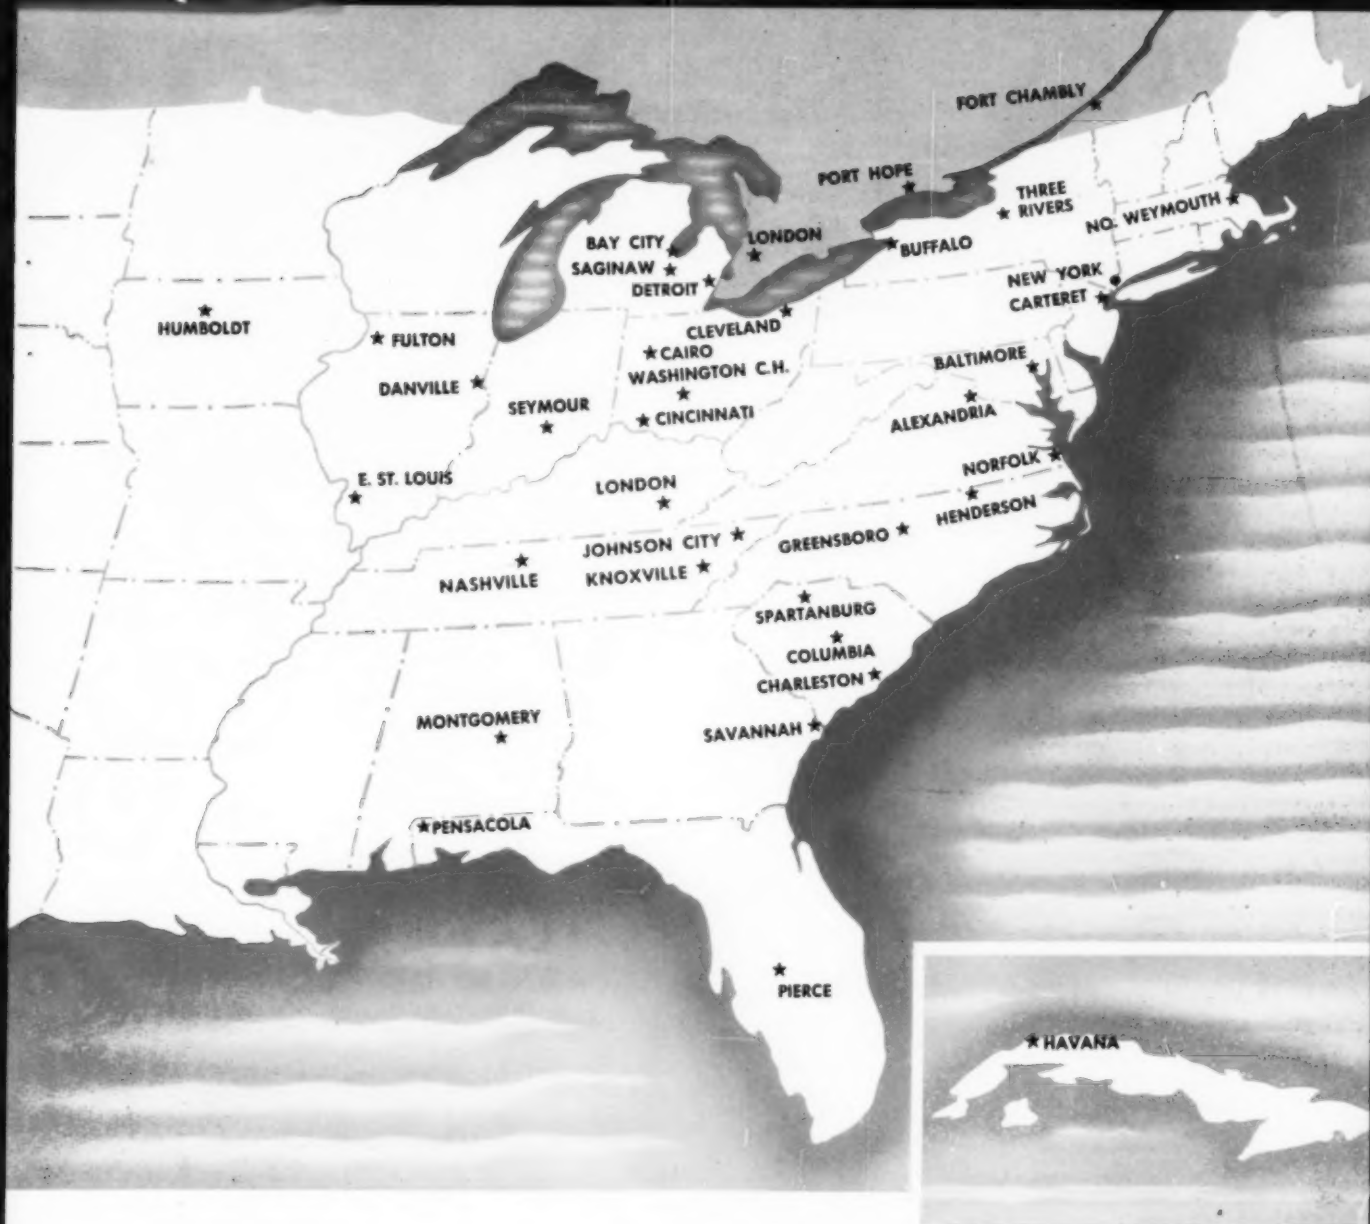 FORT CHAMBLY
PORT HOPE
THREE
RIVERS
NO. WEYMOUTH
BAY CITY
LONDON
BUFFALO
SAGINAW
DETROIT
NEW YORK
CARTERET
HUMBOLDT
FULTON
CLEVELAND
CAIRO
BALTIMORE
WASHINGTON C.H.
DANVILLE
SEYMOUR
CINCINNATI
ALEXANDRIA
NORFOLK
E. ST. LOUIS
LONDON
HENDERSON
JOHNSON CITY
GREENSBORO
NASHVILLE
KNOXVILLE
SPARTANBURG
COLUMBIA
CHARLESTON
MONTGOMERY
SAVANNAH
PENSACOLA
PIERCE
HAVANA